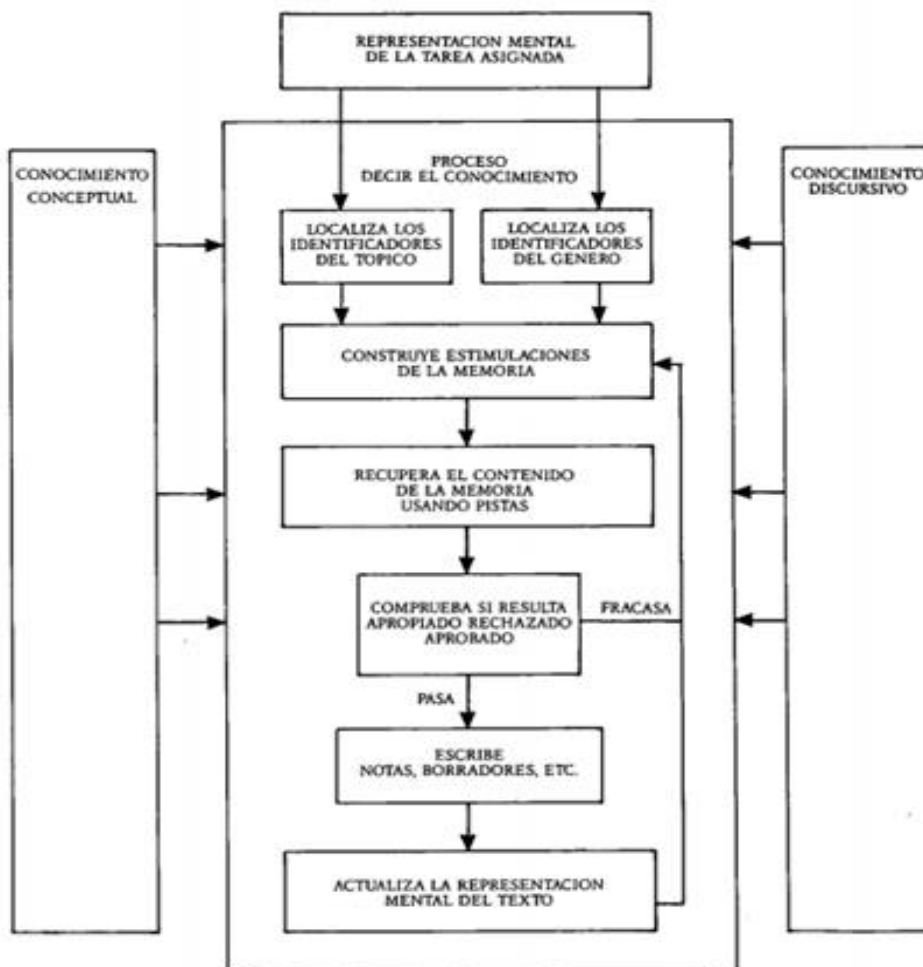 REPRESENTACION MENTAL
DE LA TAREA ASIGNADA
CONOCIMIENTO
CONCEPTUAL
PROCESO
DECIR EL CONOCIMIENTO
CONOCIMIENTO
DISCURSIVO
LOCALIZA LOS
IDENTIFICADORES
DEL TOPICO
LOCALIZA LOS
IDENTIFICADORES
DEL GENERO
CONSTRUYE ESTIMULACIONES
DE LA MEMORIA
RECUPERA EL CONTENIDO
DE LA MEMORIA
USANDO PISTAS
COMPRUEBA SI RESULTA
APROPIADO RECHAZADO
APROBADO
FRACASA
PASA
ESCRIBE
NOTAS, BORRADORES, ETC.
ACTUALIZA LA REPRESENTACION
MENTAL DEL TEXTO